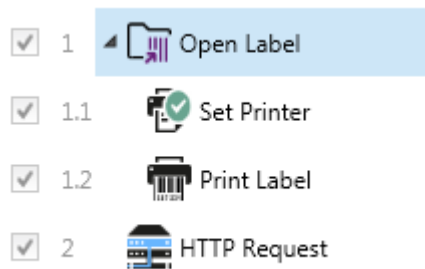 1 Open Label
1.1 Set Printer
1.2 Print Label
2 HTTP Request